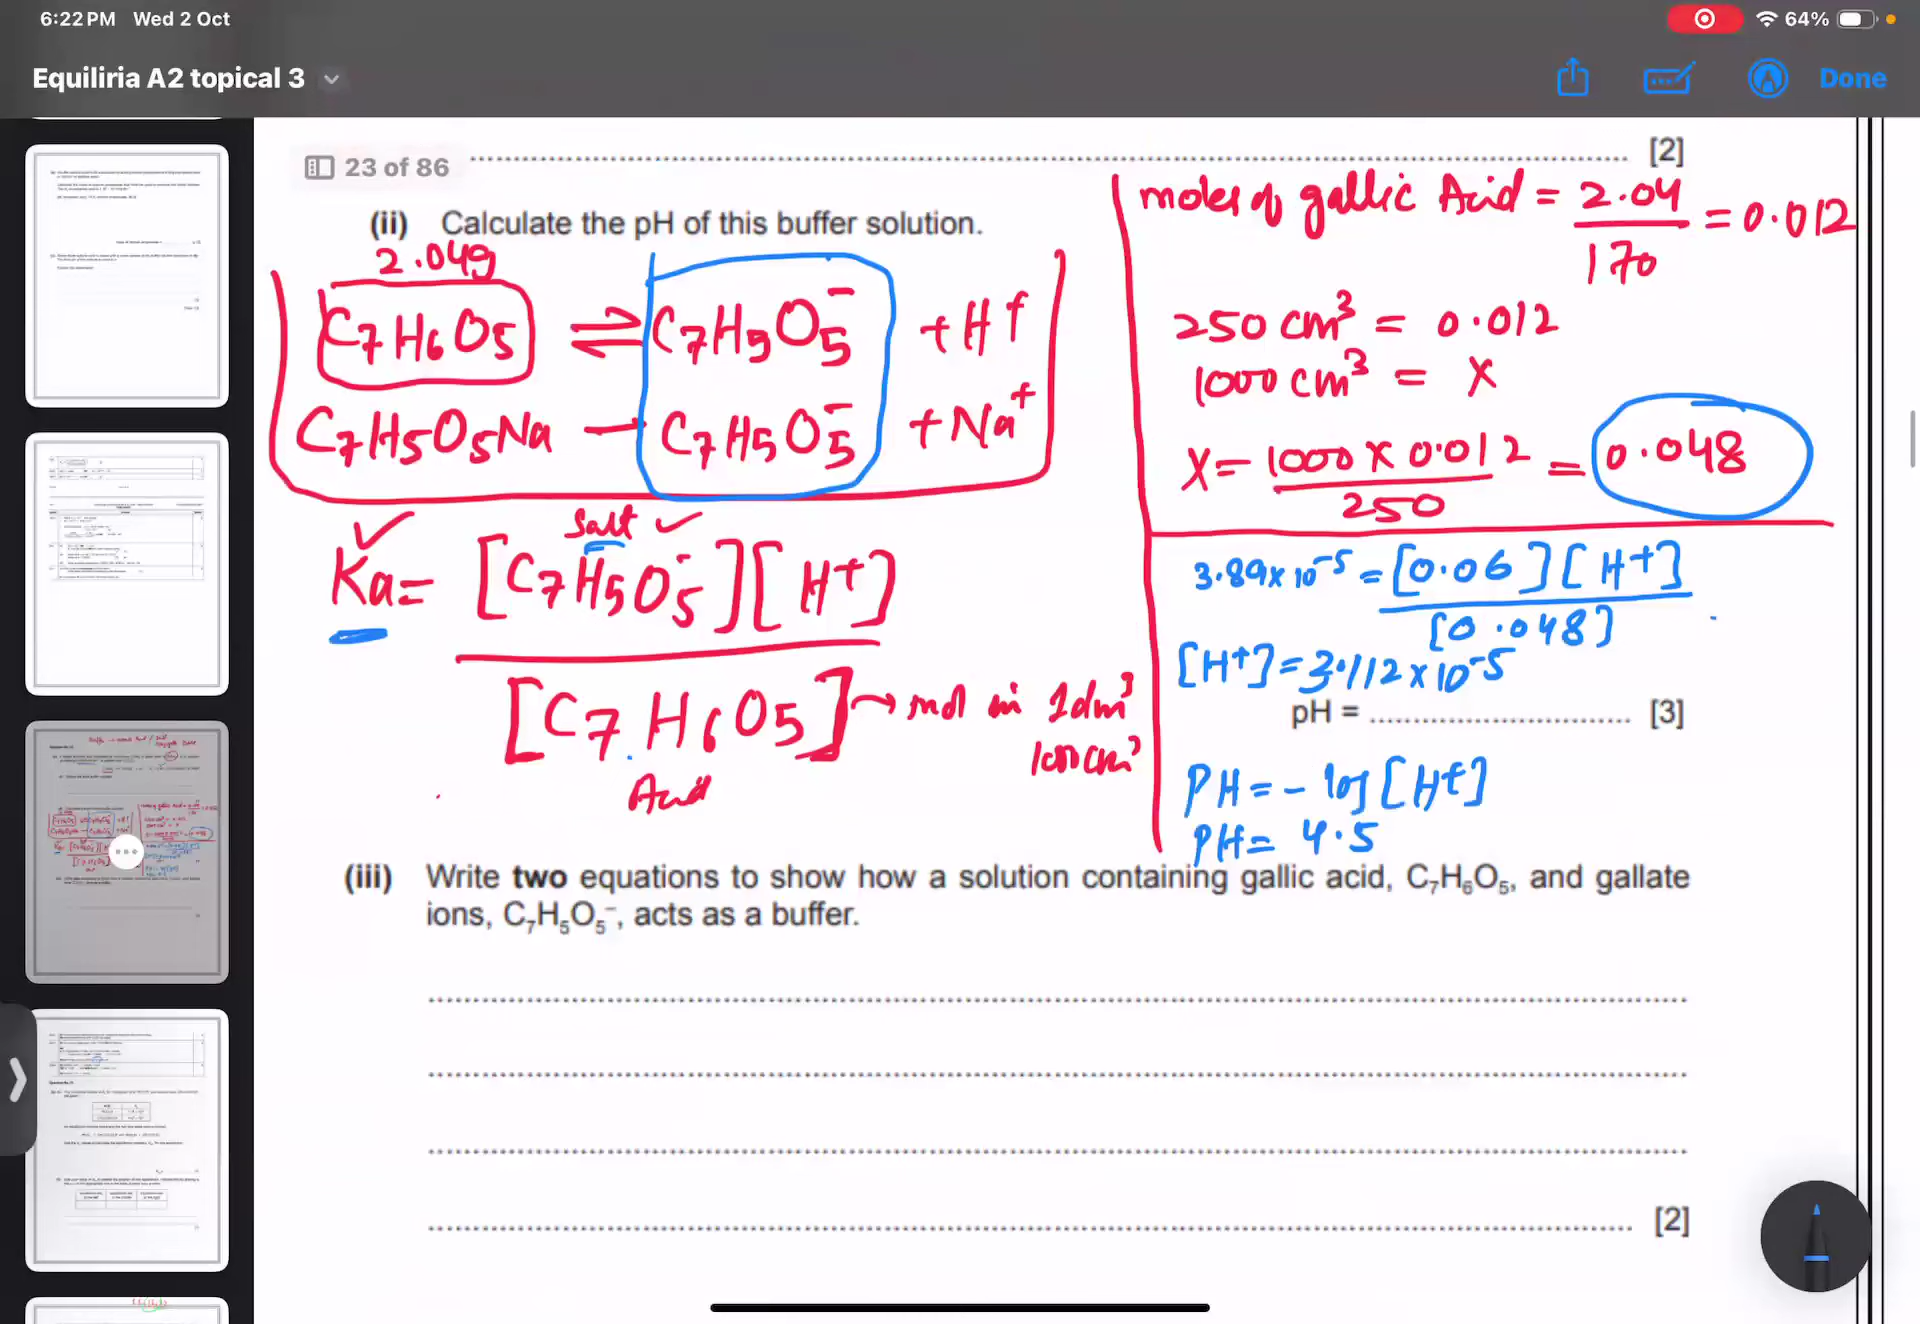 6:22 PM Wed 2 Oct
64%
Equiliria A2 topical 3
Done
23 of 86
[2]
(ii) Calculate the pH of this buffer solution.
2.04g
C₇H₆O₅ ⇌ C₇H₅O₅⁻ + H⁺
C₇H₅O₅Na → C₇H₅O₅⁻ + Na⁺
Salt ✓
Ka = [C₇H₅O₅⁻][H⁺]
[C₇H₆O₅] → mol in 1dm³
1000cm³
Acid
moles of gallic Acid = 2.04 / 170 = 0.012
250 cm³ = 0.012
1000 cm³ = X
X = 1000 X 0.012 / 250 = 0.048
3.89 x 10⁻⁵ = [0.06][H⁺] / [0.048]
[H⁺] = 3.112 x 10⁻⁵
pH = .............................. [3]
PH = - log [H⁺]
PH = 4.5
(iii) Write two equations to show how a solution containing gallic acid, C₇H₆O₅, and gallate
ions, C₇H₅O₅⁻, acts as a buffer.
[2]